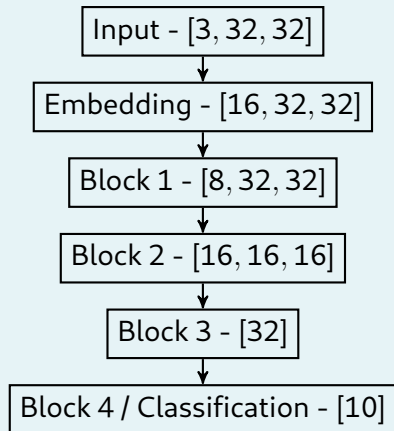 Input - [3, 32, 32]
Embedding - [16, 32, 32]
Block 1 - [8, 32, 32]
Block 2 - [16, 16, 16]
Block 3 - [32]
Block 4 / Classification - [10]